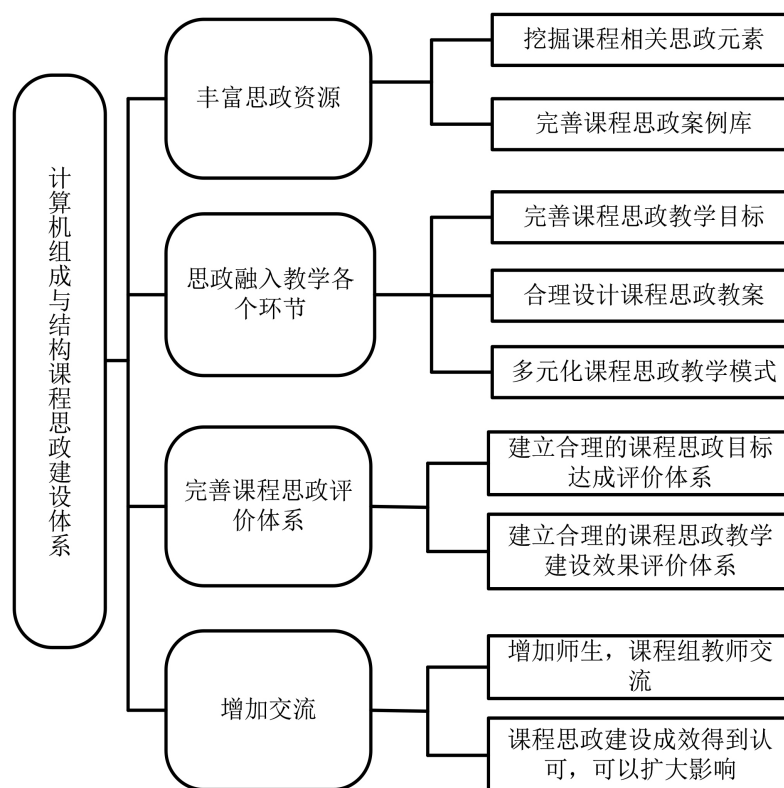 计算机组成与结构课程思政建设体系
丰富思政资源
挖掘课程相关思政元素
完善课程思政案例库
思政融入教学各
个环节
完善课程思政教学目标
合理设计课程思政教案
多元化课程思政教学模式
完善课程思政评
价体系
建立合理的课程思政目标
达成评价体系
建立合理的课程思政教学
建设效果评价体系
增加交流
增加师生，课程组教师交
流
课程思政建设成效得到认
可，可以扩大影响